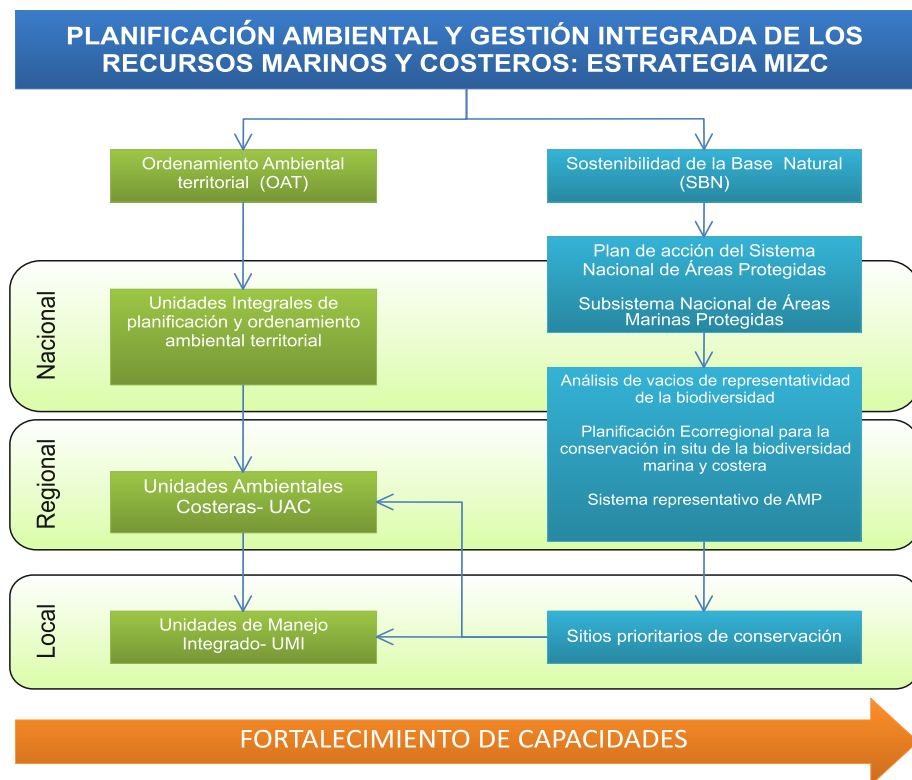 PLANIFICACIÓN AMBIENTAL Y GESTIÓN INTEGRADA DE LOS
RECURSOS MARINOS Y COSTEROS: ESTRATEGIA MIZC
Ordenamiento Ambiental
territorial (OAT)
Sostenibilidad de la Base Natural
(SBN)
Nacional
Unidades Integrales de
planificación y ordenamiento
ambiental territorial
Plan de acción del Sistema
Nacional de Áreas Protegidas
Subsistema Nacional de Áreas
Marinas Protegidas
Análisis de vacios de representatividad
de la biodiversidad
Planificación Ecorregional para la
conservación in situ de la biodiversidad
marina y costera
Sistema representativo de AMP
Regional
Unidades Ambientales
Costeras- UAC
Local
Unidades de Manejo
Integrado- UMI
Sitios prioritarios de conservación
FORTALECIMIENTO DE CAPACIDADES